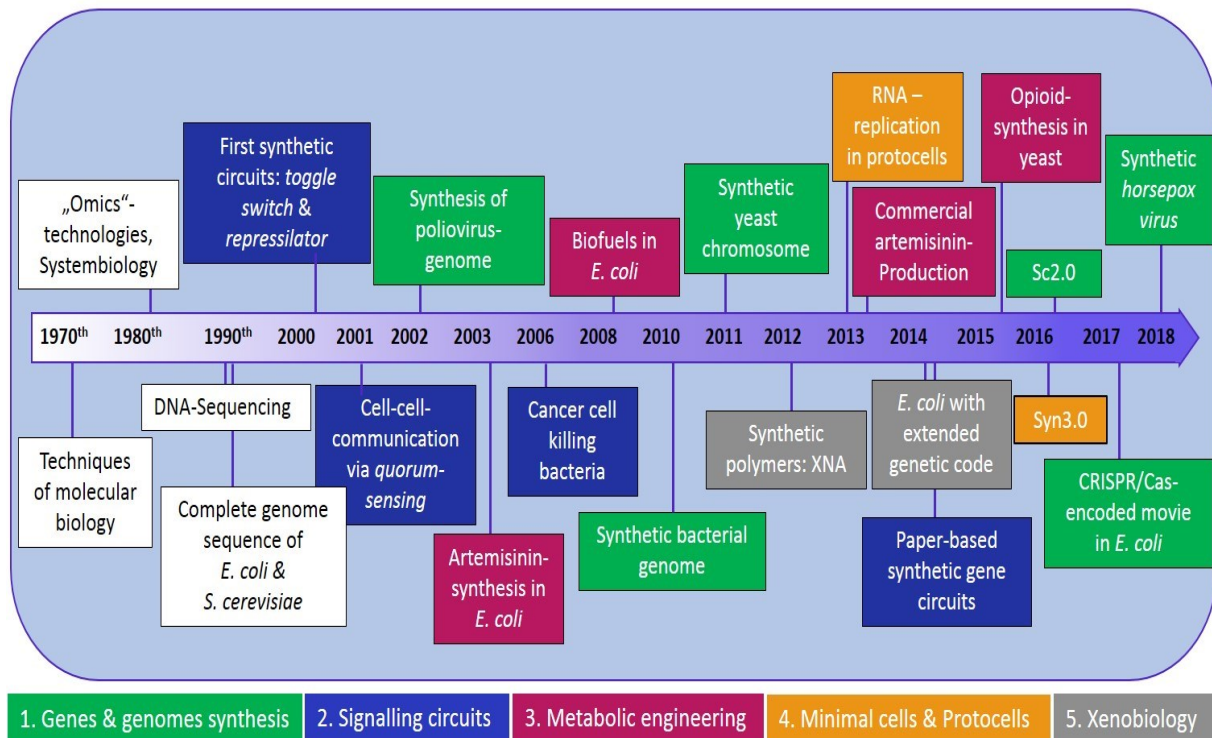 RNA –
replication
in protocells
Opioid-
synthesis in
yeast
First synthetic
circuits: toggle
switch &
repressilator
Synthesis of
poliovirus-
genome
Synthetic
yeast
chromosome
Synthetic
horsepox
virus
„Omics“-
technologies,
Systembiology
Biofuels in
E. coli
Commercial
artemisinin-
Production
Sc2.0
1970th 1980th 1990th 2000 2001 2002 2003 2006 2008 2010 2011 2012 2013 2014 2015 2016 2017 2018
DNA-Sequencing
Techniques
of molecular
biology
Complete genome
sequence of
E. coli &
S. cerevisiae
Cell-cell-
communication
via quorum-
sensing
Artemisinin-
synthesis in
E. coli
Cancer cell
killing
bacteria
Synthetic bacterial
genome
Synthetic
polymers: XNA
E. coli with
extended
genetic code
Paper-based
synthetic gene
circuits
Syn3.0
CRISPR/Cas-
encoded movie
in E. coli
1. Genes & genomes synthesis
2. Signalling circuits
3. Metabolic engineering
4. Minimal cells & Protocells
5. Xenobiology